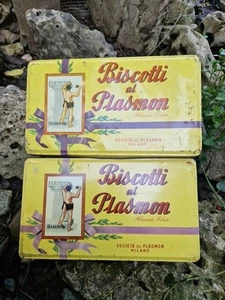 Biscotti
al
Plasmon
SOCIETÀ DEL PLASMON
MILANO
Biscotti
al
Plasmon
SOCIETÀ DEL PLASMON
MILANO